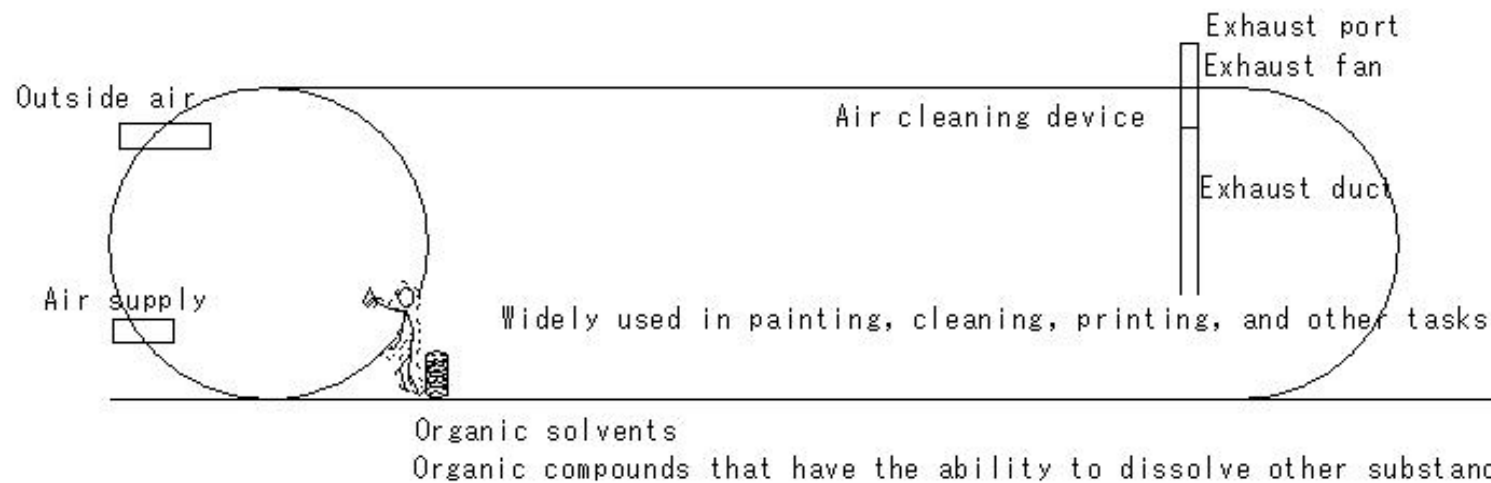 Exhaust port
Exhaust fan
Outside air
Air cleaning device
Exhaust duct
Air supply
Widely used in painting, cleaning, printing, and other tasks
Organic solvents
Organic compounds that have the ability to dissolve other substanc